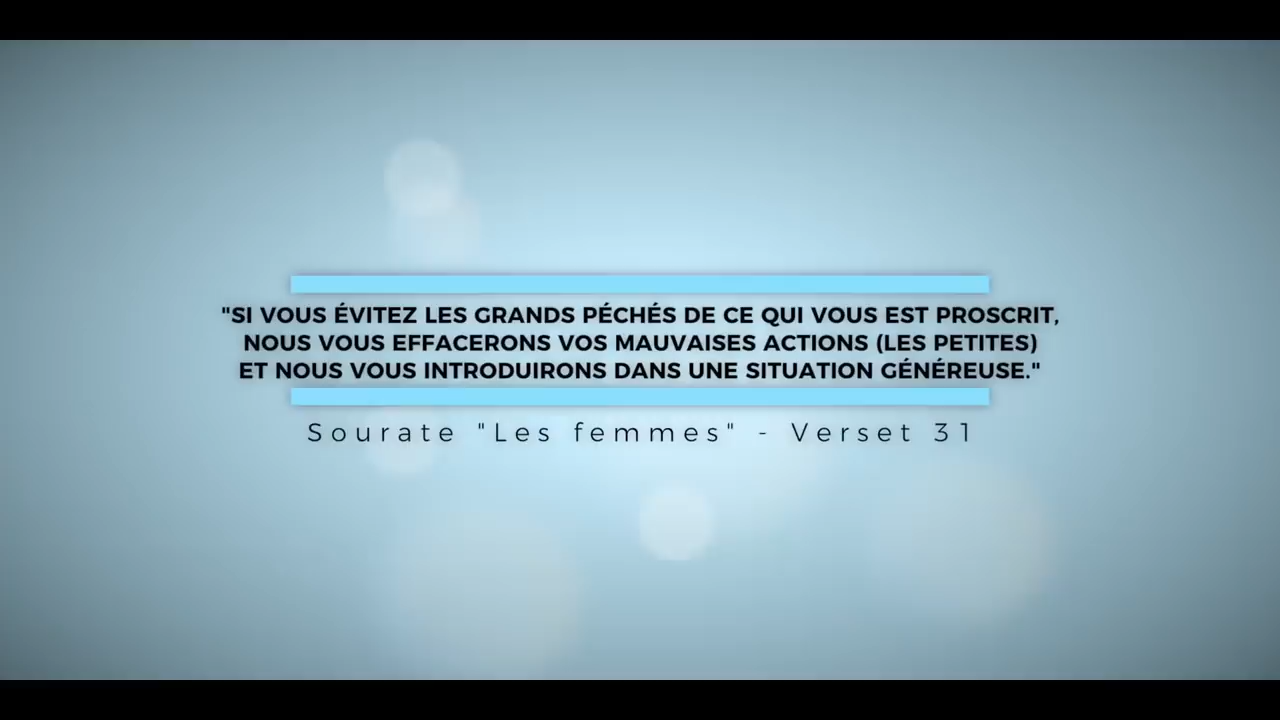 "SI VOUS ÉVITEZ LES GRANDS PÉCHÉS DE CE QUI VOUS EST PROSCRIT,
NOUS VOUS EFFACERONS VOS MAUVAISES ACTIONS (LES PETITES)
ET NOUS VOUS INTRODUIRONS DANS UNE SITUATION GÉNÉREUSE."
Sourate "Les femmes" - Verset 31